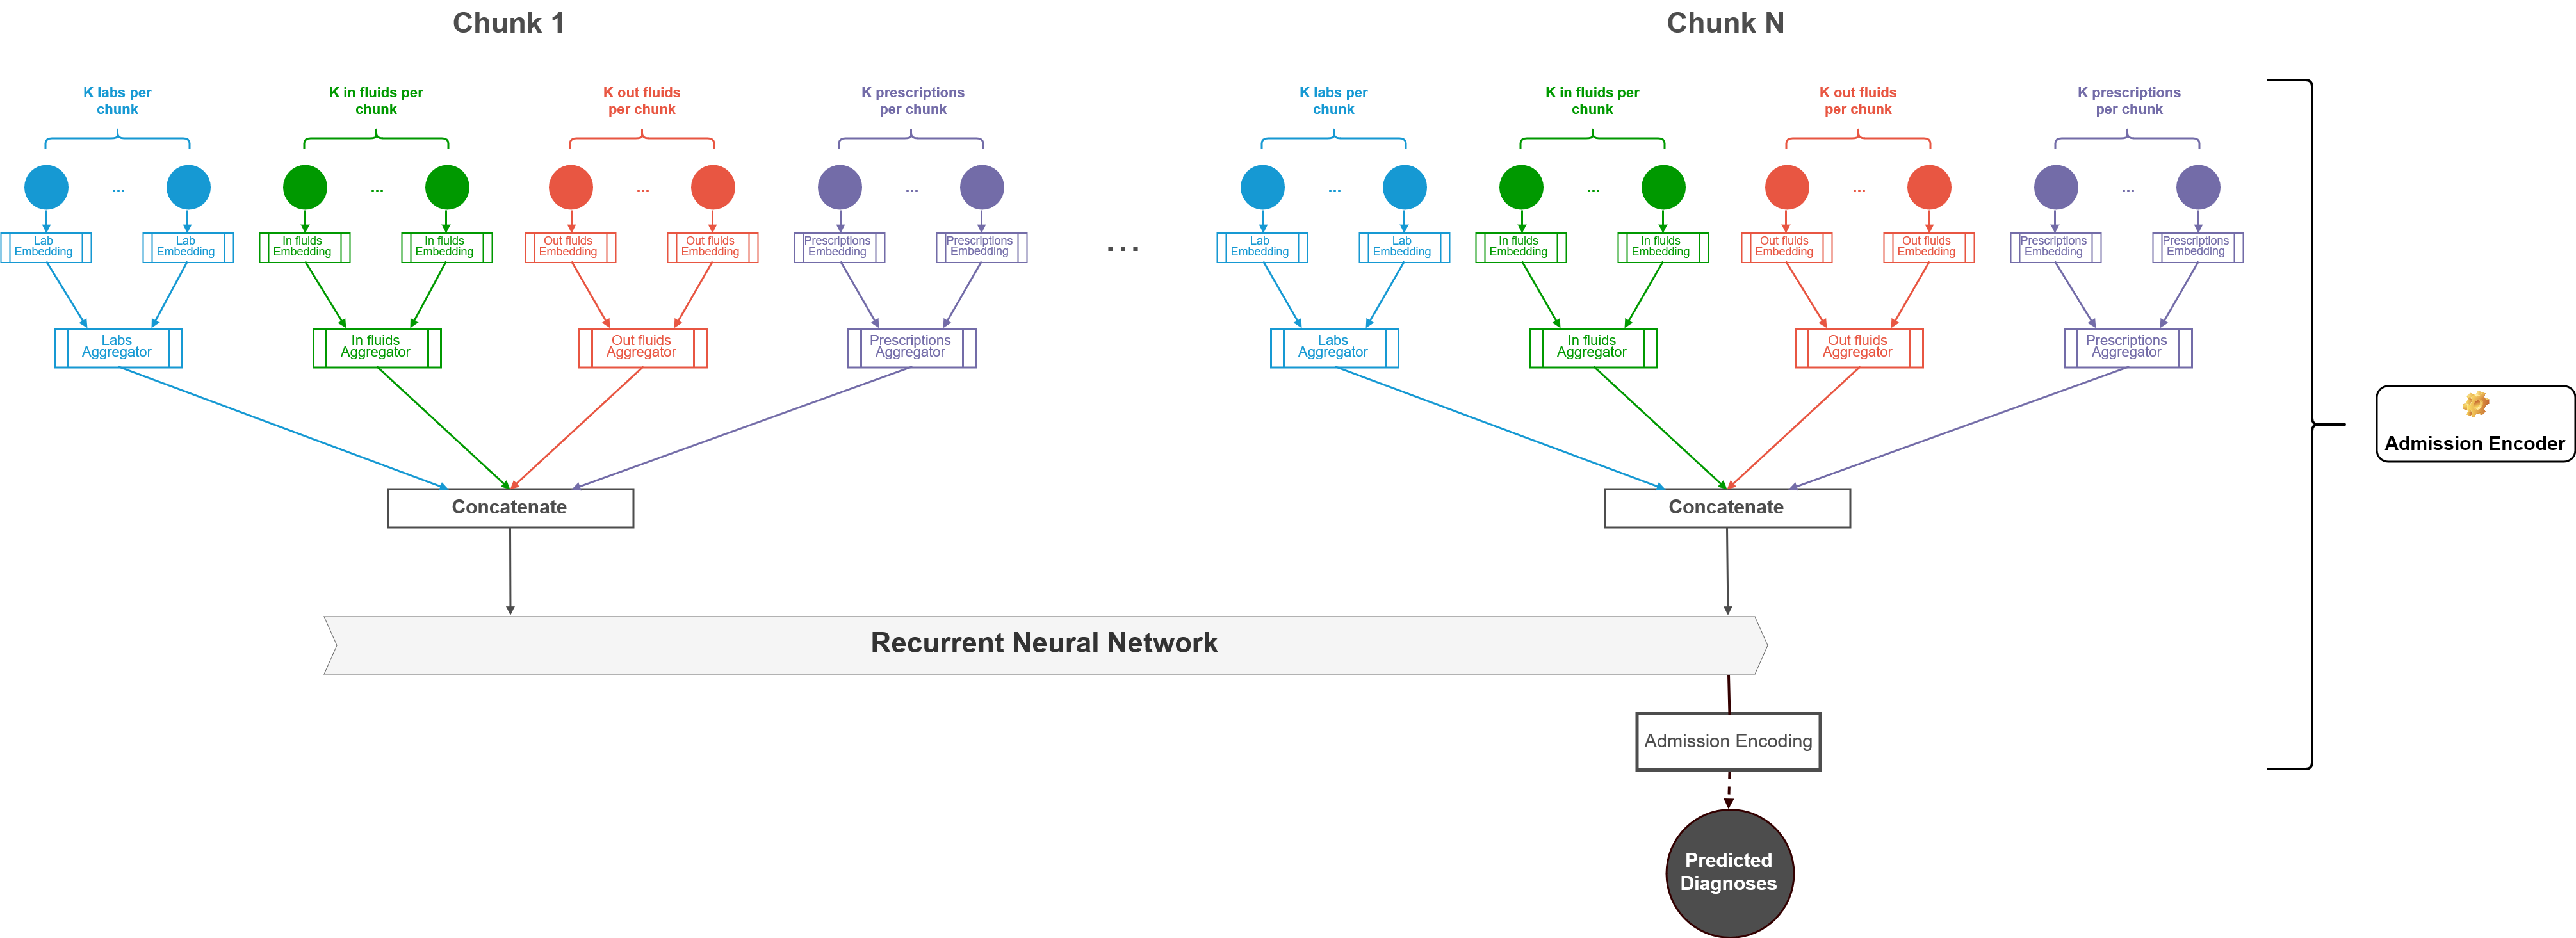 Chunk 1
Chunk N
K labs per
chunk
K in fluids per
chunk
K out fluids
per chunk
K prescriptions
per chunk
K labs per
chunk
K in fluids per
chunk
K out fluids
per chunk
K prescriptions
per chunk
...
...
...
...
...
...
...
...
Lab
Embedding
Lab
Embedding
In fluids
Embedding
In fluids
Embedding
Out fluids
Embedding
Out fluids
Embedding
Prescriptions
Embedding
Prescriptions
Embedding
...
Lab
Embedding
Lab
Embedding
In fluids
Embedding
In fluids
Embedding
Out fluids
Embedding
Out fluids
Embedding
Prescriptions
Embedding
Prescriptions
Embedding
Labs
Aggregator
In fluids
Aggregator
Out fluids
Aggregator
Prescriptions
Aggregator
Labs
Aggregator
In fluids
Aggregator
Out fluids
Aggregator
Prescriptions
Aggregator
Admission Encoder
Concatenate
Concatenate
Recurrent Neural Network
Admission Encoding
Predicted
Diagnoses